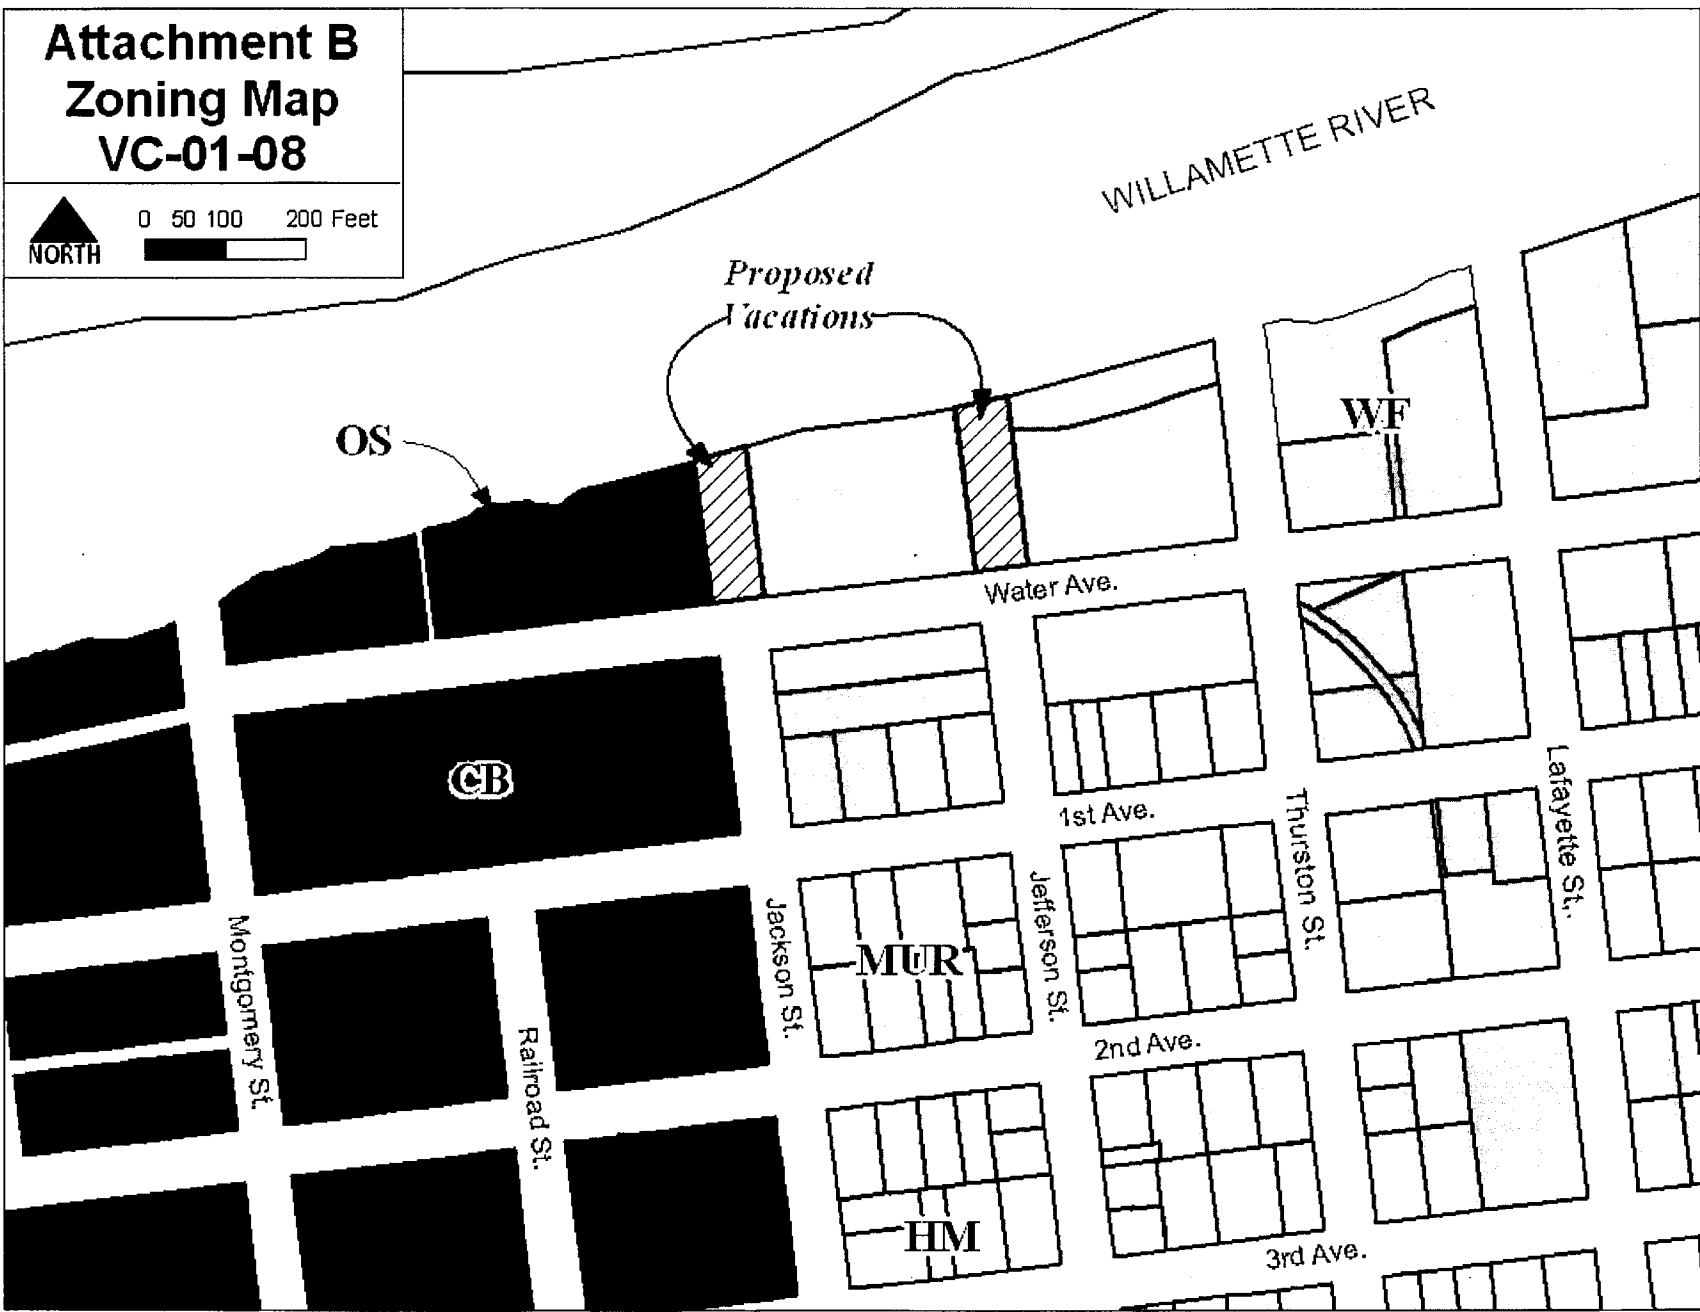 Attachment B
Zoning Map
VC-01-08
NORTH
0 50 100 200 Feet
WILLAMETTE RIVER
Proposed
Vacations
OS
WF
Water Ave.
CB
1st Ave.
Lafayette St.
Thurston St.
Jefferson St.
Jackson St.
MUR
Montgomery St.
Railroad St.
2nd Ave.
HM
3rd Ave.